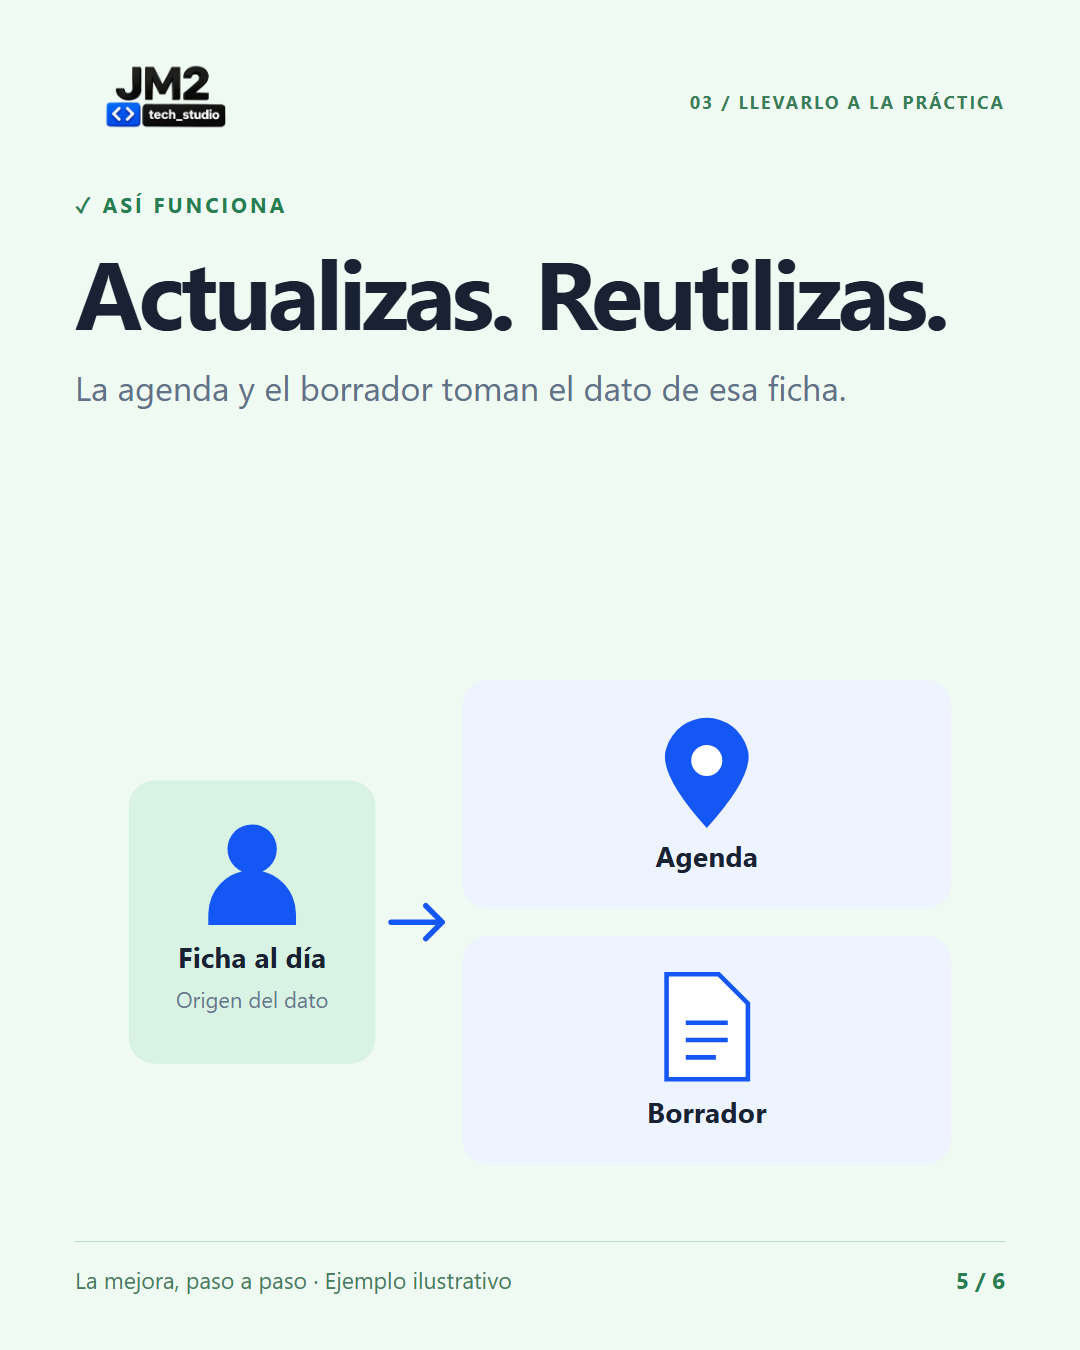 JM2
<> tech_studio
03 / LLEVARLO A LA PRÁCTICA
✓ ASÍ FUNCIONA
Actualizas. Reutilizas.
La agenda y el borrador toman el dato de esa ficha.
Agenda
Ficha al día
Origen del dato
Borrador
La mejora, paso a paso · Ejemplo ilustrativo
5 / 6